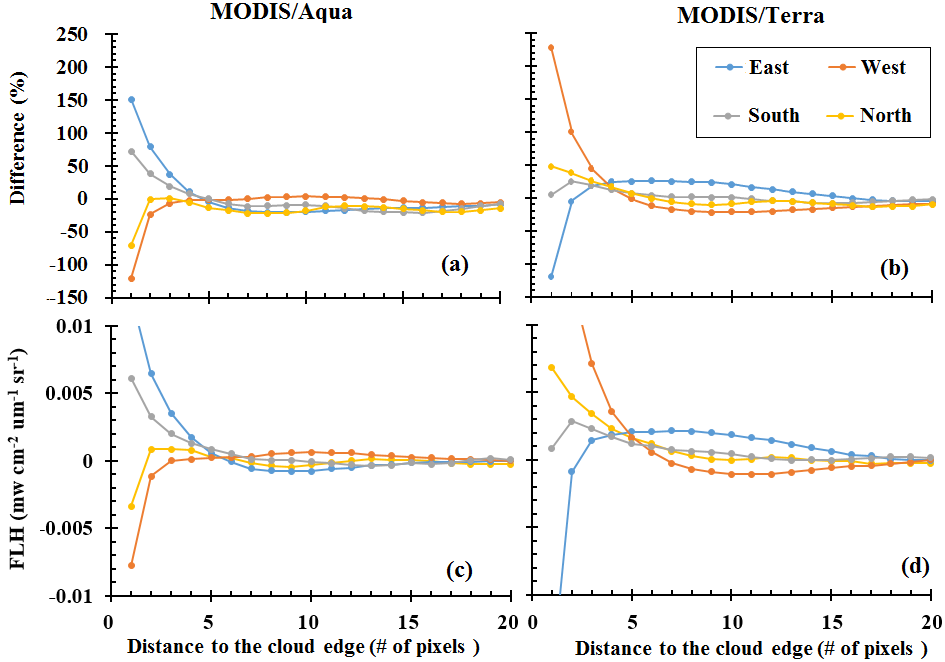 MODIS/Aqua
MODIS/Terra
Difference (%)
250
200
150
100
50
0
-50
-100
-150
(a)
East
West
South
North
(b)
FLH (mw cm⁻² um⁻¹ sr⁻¹)
0.01
0.005
0
-0.005
-0.01
(c)
(d)
0 5 10 15 20
0 5 10 15 20
Distance to the cloud edge (# of pixels )
Distance to the cloud edge (# of pixels )